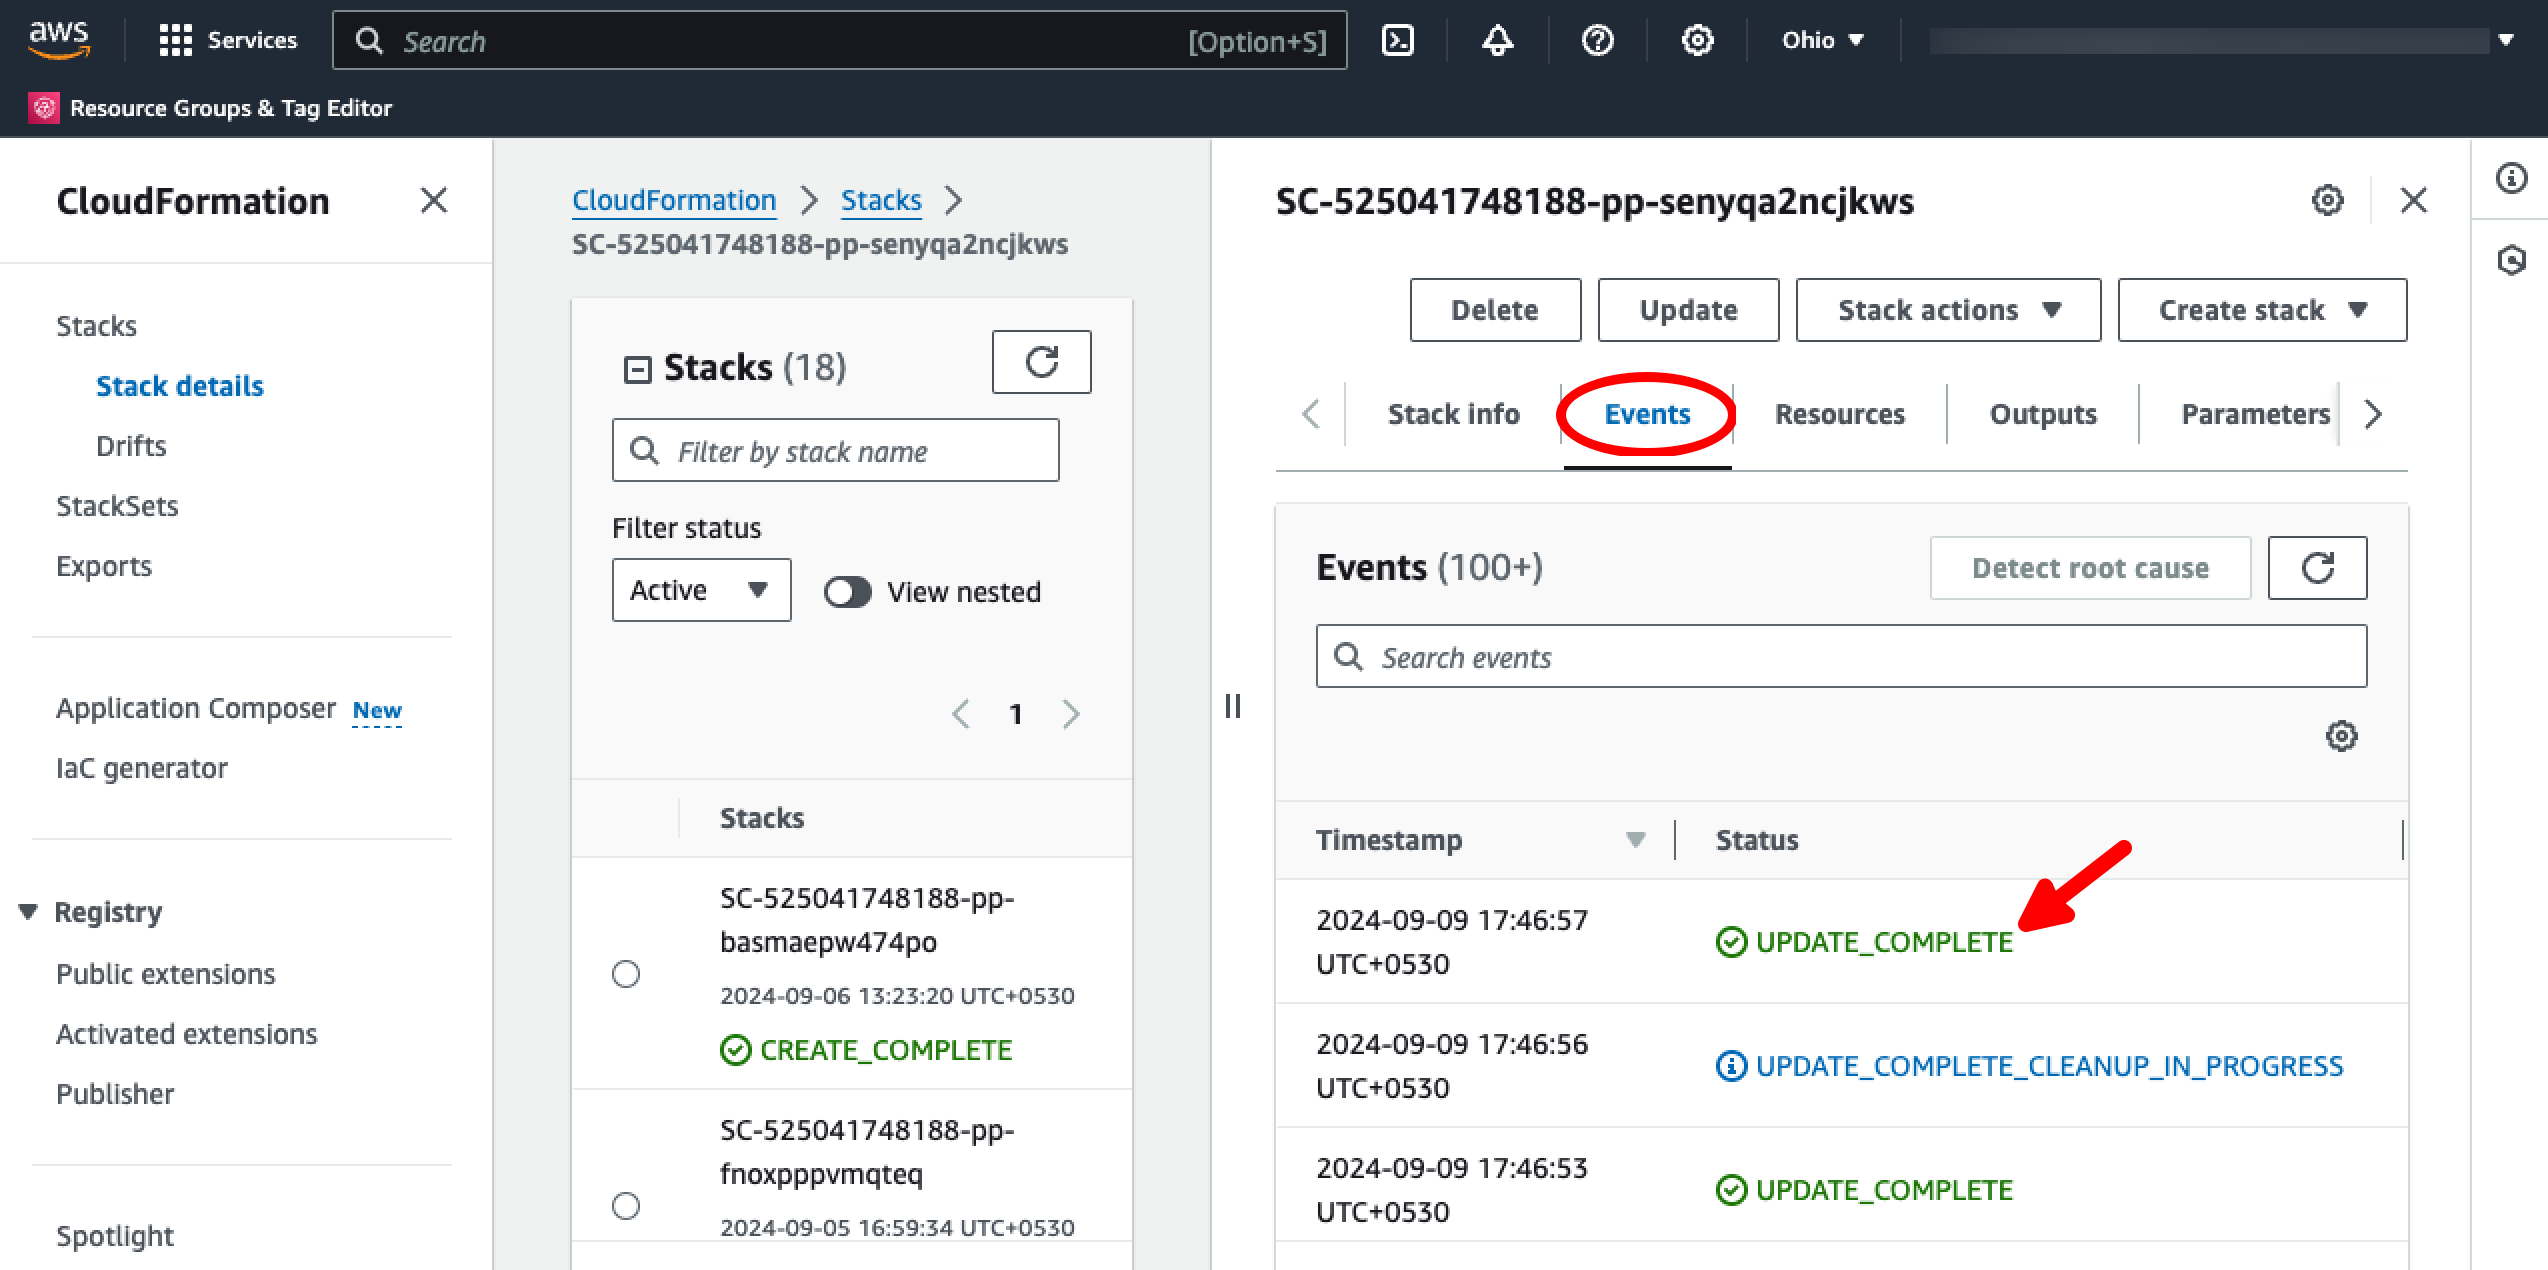 aws
Services
Search
[Option+S]
Ohio
Resource Groups & Tag Editor
CloudFormation
Stacks
Stack details
Drifts
StackSets
Exports
Application Composer New
IaC generator
Registry
Public extensions
Activated extensions
Publisher
Spotlight
CloudFormation
Stacks
SC-525041748188-pp-senyqa2ncjkws
Stacks (18)
Filter by stack name
Filter status
Active
View nested
1
Stacks
SC-525041748188-pp-
basmaepw474po
2024-09-06 13:23:20 UTC+0530
CREATE_COMPLETE
SC-525041748188-pp-
fnoxpppvmqteq
2024-09-05 16:59:34 UTC+0530
SC-525041748188-pp-senyqa2ncjkws
Delete
Update
Stack actions
Create stack
Stack info
Events
Resources
Outputs
Parameters
Events (100+)
Detect root cause
Search events
Timestamp
Status
2024-09-09 17:46:57
UTC+0530
UPDATE_COMPLETE
2024-09-09 17:46:56
UTC+0530
UPDATE_COMPLETE_CLEANUP_IN_PROGRESS
2024-09-09 17:46:53
UTC+0530
UPDATE_COMPLETE